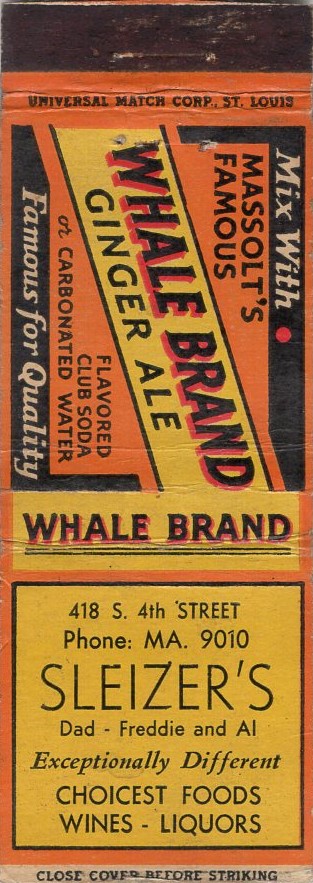 UNIVERSAL MATCH CORP., ST. LOUIS
Mix With •
MASSOLT'S
FAMOUS
WHALE BRAND
GINGER ALE
FLAVORED
CLUB SODA
or CARBONATED WATER
Famous for Quality
WHALE BRAND
418 S. 4th STREET
Phone: MA. 9010
SLEIZER'S
Dad - Freddie and Al
Exceptionally Different
CHOICEST FOODS
WINES - LIQUORS
CLOSE COVER BEFORE STRIKING